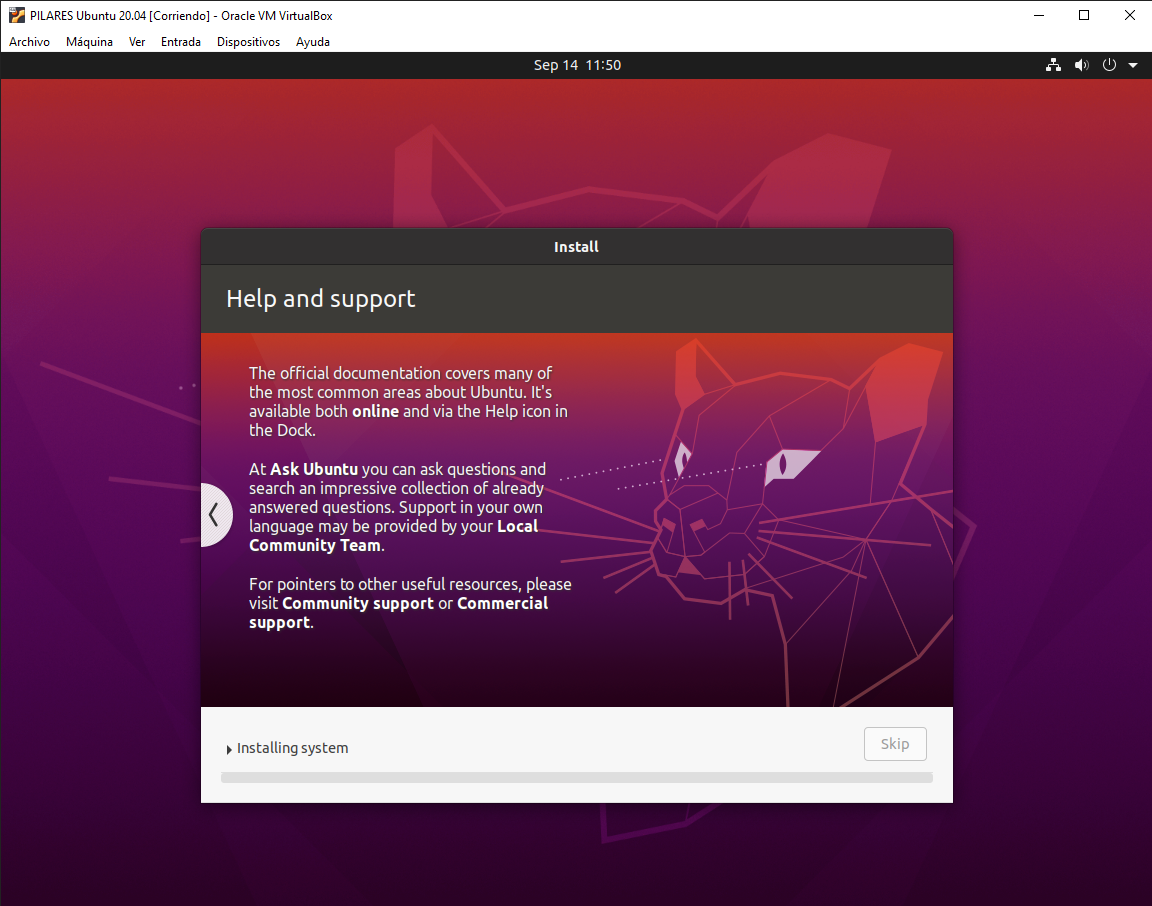 PILARES Ubuntu 20.04 [Corriendo] - Oracle VM VirtualBox
Archivo Máquina Ver Entrada Dispositivos Ayuda
Sep 14 11:50
Install
Help and support
The official documentation covers many of
the most common areas about Ubuntu. It's
available both online and via the Help icon in
the Dock.
At Ask Ubuntu you can ask questions and
search an impressive collection of already
answered questions. Support in your own
language may be provided by your Local
Community Team.
For pointers to other useful resources, please
visit Community support or Commercial
support.
Installing system
Skip